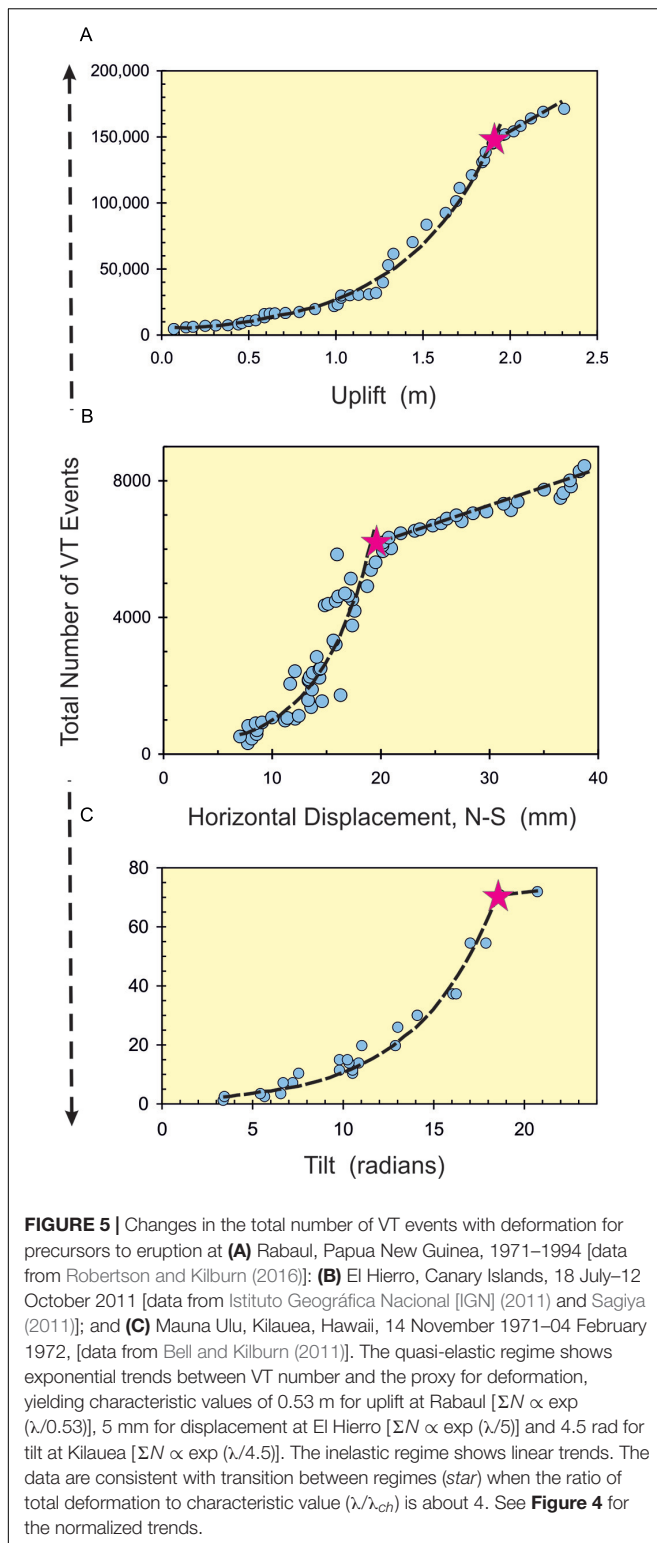 A
200,000
150,000
100,000
50,000
0
0.0 0.5 1.0 1.5 2.0 2.5
Uplift (m)
B
Total Number of VT Events
8000
4000
0
0 10 20 30 40
Horizontal Displacement, N-S (mm)
C
80
60
40
20
0
0 5 10 15 20
Tilt (radians)
FIGURE 5 | Changes in the total number of VT events with deformation for
precursors to eruption at (A) Rabaul, Papua New Guinea, 1971–1994 [data
from Robertson and Kilburn (2016)]: (B) El Hierro, Canary Islands, 18 July–12
October 2011 [data from Istituto Geográfica Nacional [IGN] (2011) and Sagiya
(2011)]; and (C) Mauna Ulu, Kilauea, Hawaii, 14 November 1971–04 February
1972, [data from Bell and Kilburn (2011)]. The quasi-elastic regime shows
exponential trends between VT number and the proxy for deformation,
yielding characteristic values of 0.53 m for uplift at Rabaul [ΣN ∝ exp
(λ/0.53)], 5 mm for displacement at El Hierro [ΣN ∝ exp (λ/5)] and 4.5 rad for
tilt at Kilauea [ΣN ∝ exp (λ/4.5)]. The inelastic regime shows linear trends. The
data are consistent with transition between regimes (star) when the ratio of
total deformation to characteristic value (λ/λch) is about 4. See Figure 4 for
the normalized trends.